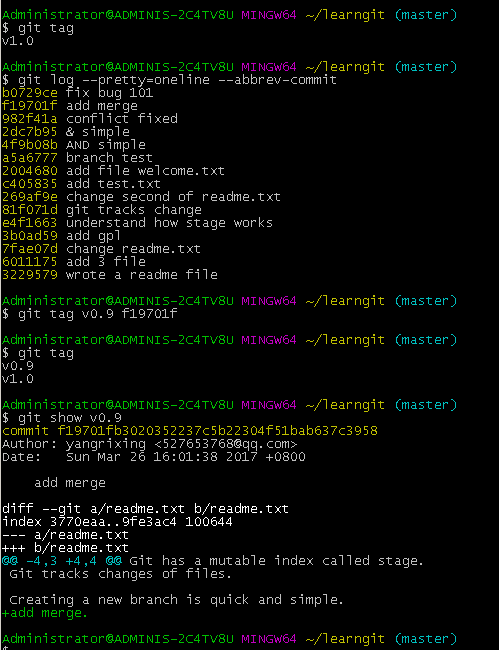 Administrator@ADMINIS-2C4TV8U MINGW64 ~/learngit (master)
$ git tag
v1.0
Administrator@ADMINIS-2C4TV8U MINGW64 ~/learngit (master)
$ git log --pretty=oneline --abbrev-commit
b0729ce fix bug 101
f19701f add merge
982f41a conflict fixed
2dc7b95 & simple
4f9b08b AND simple
a5a6777 branch test
2004680 add file welcome.txt
c405835 add test.txt
269af9e change second of readme.txt
81f071d git tracks change
e4f1663 understand how stage works
3b0ad59 add gpl
7fae07d change readme.txt
6011175 add 3 file
3229579 wrote a readme file
Administrator@ADMINIS-2C4TV8U MINGW64 ~/learngit (master)
$ git tag v0.9 f19701f
Administrator@ADMINIS-2C4TV8U MINGW64 ~/learngit (master)
$ git tag
v0.9
v1.0
Administrator@ADMINIS-2C4TV8U MINGW64 ~/learngit (master)
$ git show v0.9
commit f19701fb3020352237c5b22304f51bab637c3958
Author: yangrixing <527653768@qq.com>
Date:   Sun Mar 26 16:01:38 2017 +0800
    add merge
diff --git a/readme.txt b/readme.txt
index 3770eaa..9fe3ac4 100644
--- a/readme.txt
+++ b/readme.txt
@@ -4,3 +4,4 @@ Git has a mutable index called stage.
 Git tracks changes of files.
 Creating a new branch is quick and simple.
+add merge.
Administrator@ADMINIS-2C4TV8U MINGW64 ~/learngit (master)
$